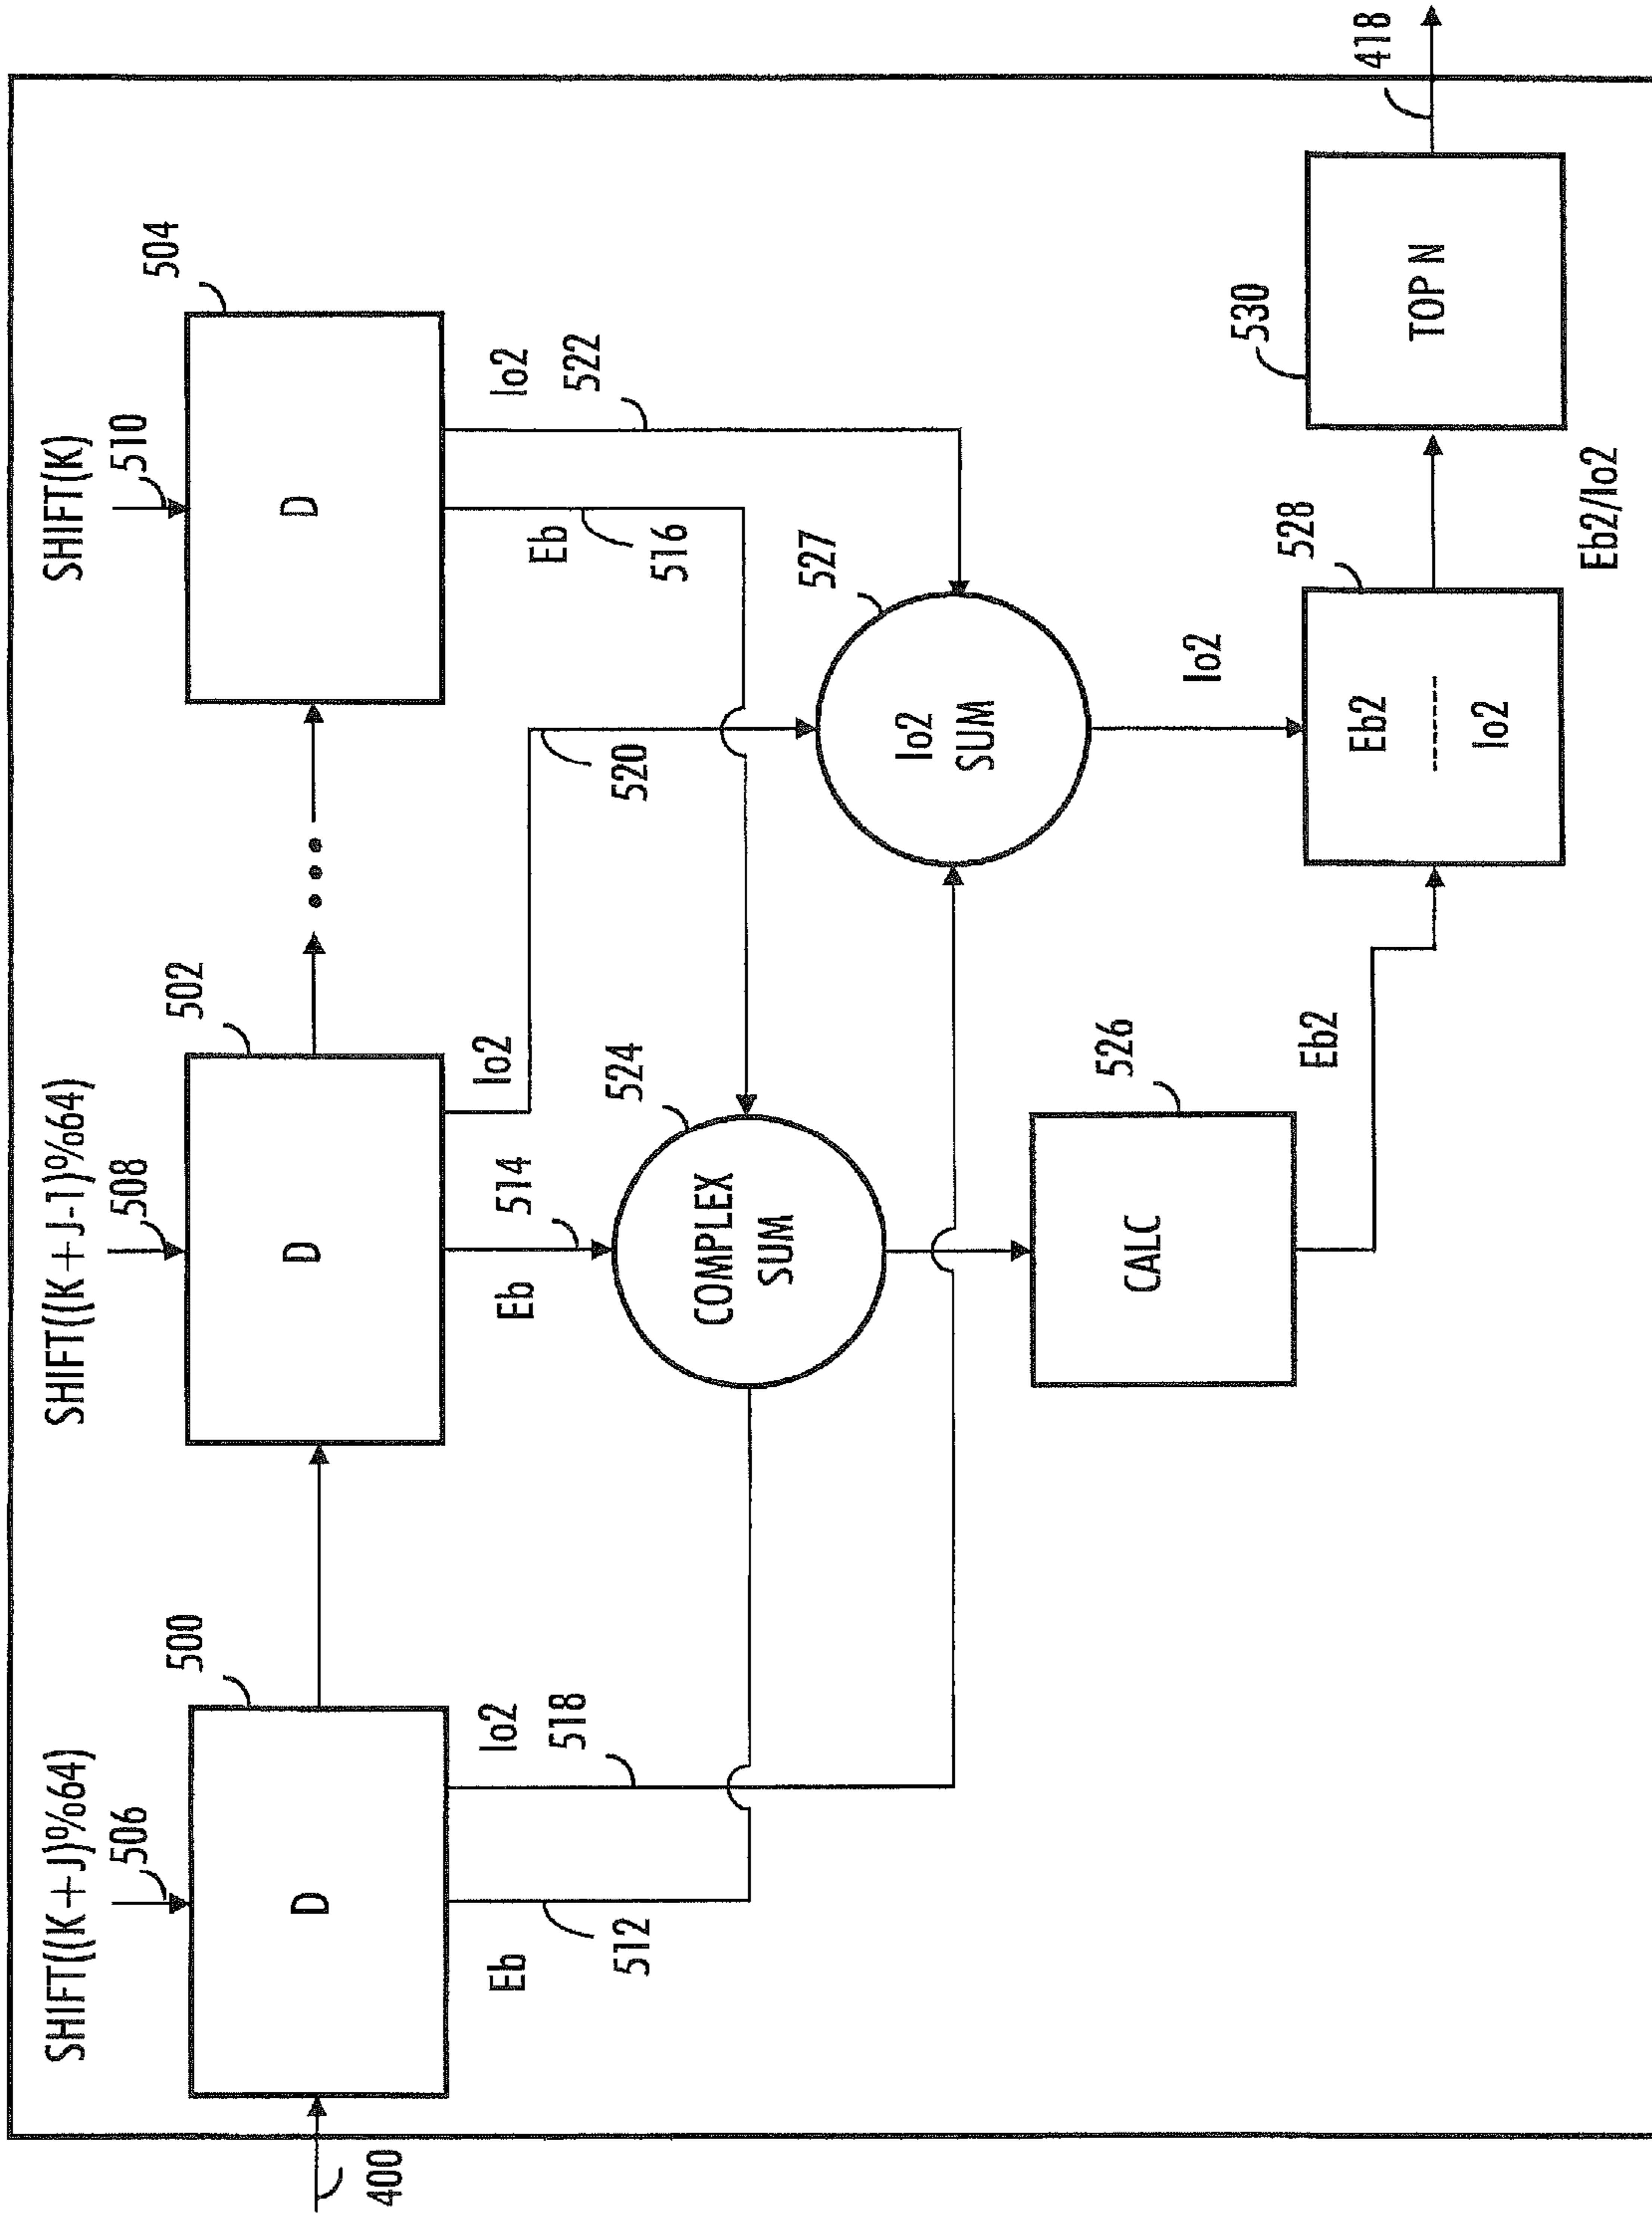 SHIFT((K+J)%64)
506
SHIFT((K+J-1)%64)
508
SHIFT(K)
510
500
502
504
D
D
D
400
Eb
512
Io2
518
Eb
514
Io2
520
Eb
516
Io2
522
524
COMPLEX
SUM
527
Io2
SUM
526
CALC
Eb2
Io2
528
Eb2
Io2
Eb2/Io2
530
TOP N
418